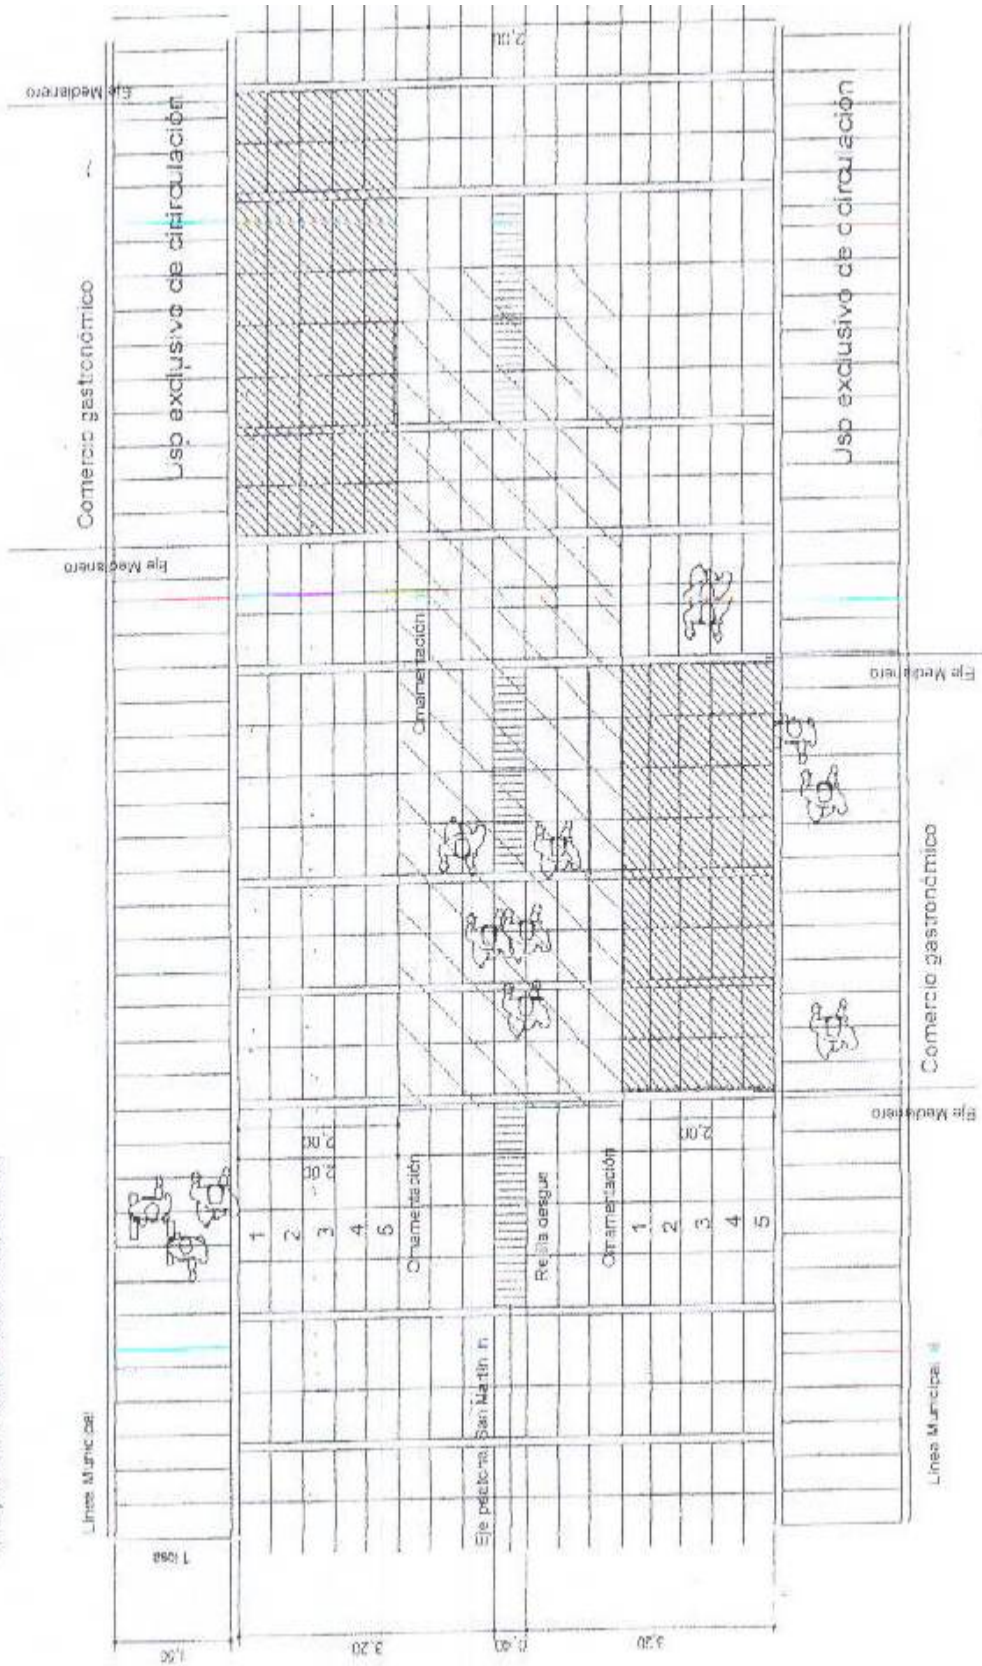 Eje Medianero
Comercio gastronómico
Uso exclusivo de circulación
Eje Medianero
Línea Municipal
1 losa
1,50
2,00
Ornamentación
2,00
2,00
1
2
3
4
5
Ornamentación
Eje peatonal San Martín n
Rejilla desgue
Ornamentación
2,00
1
2
3
4
5
3,20
0,40
3,20
Uso exclusivo de circulación
Eje Medianero
Comercio gastronómico
Eje Medianero
Línea Municipal